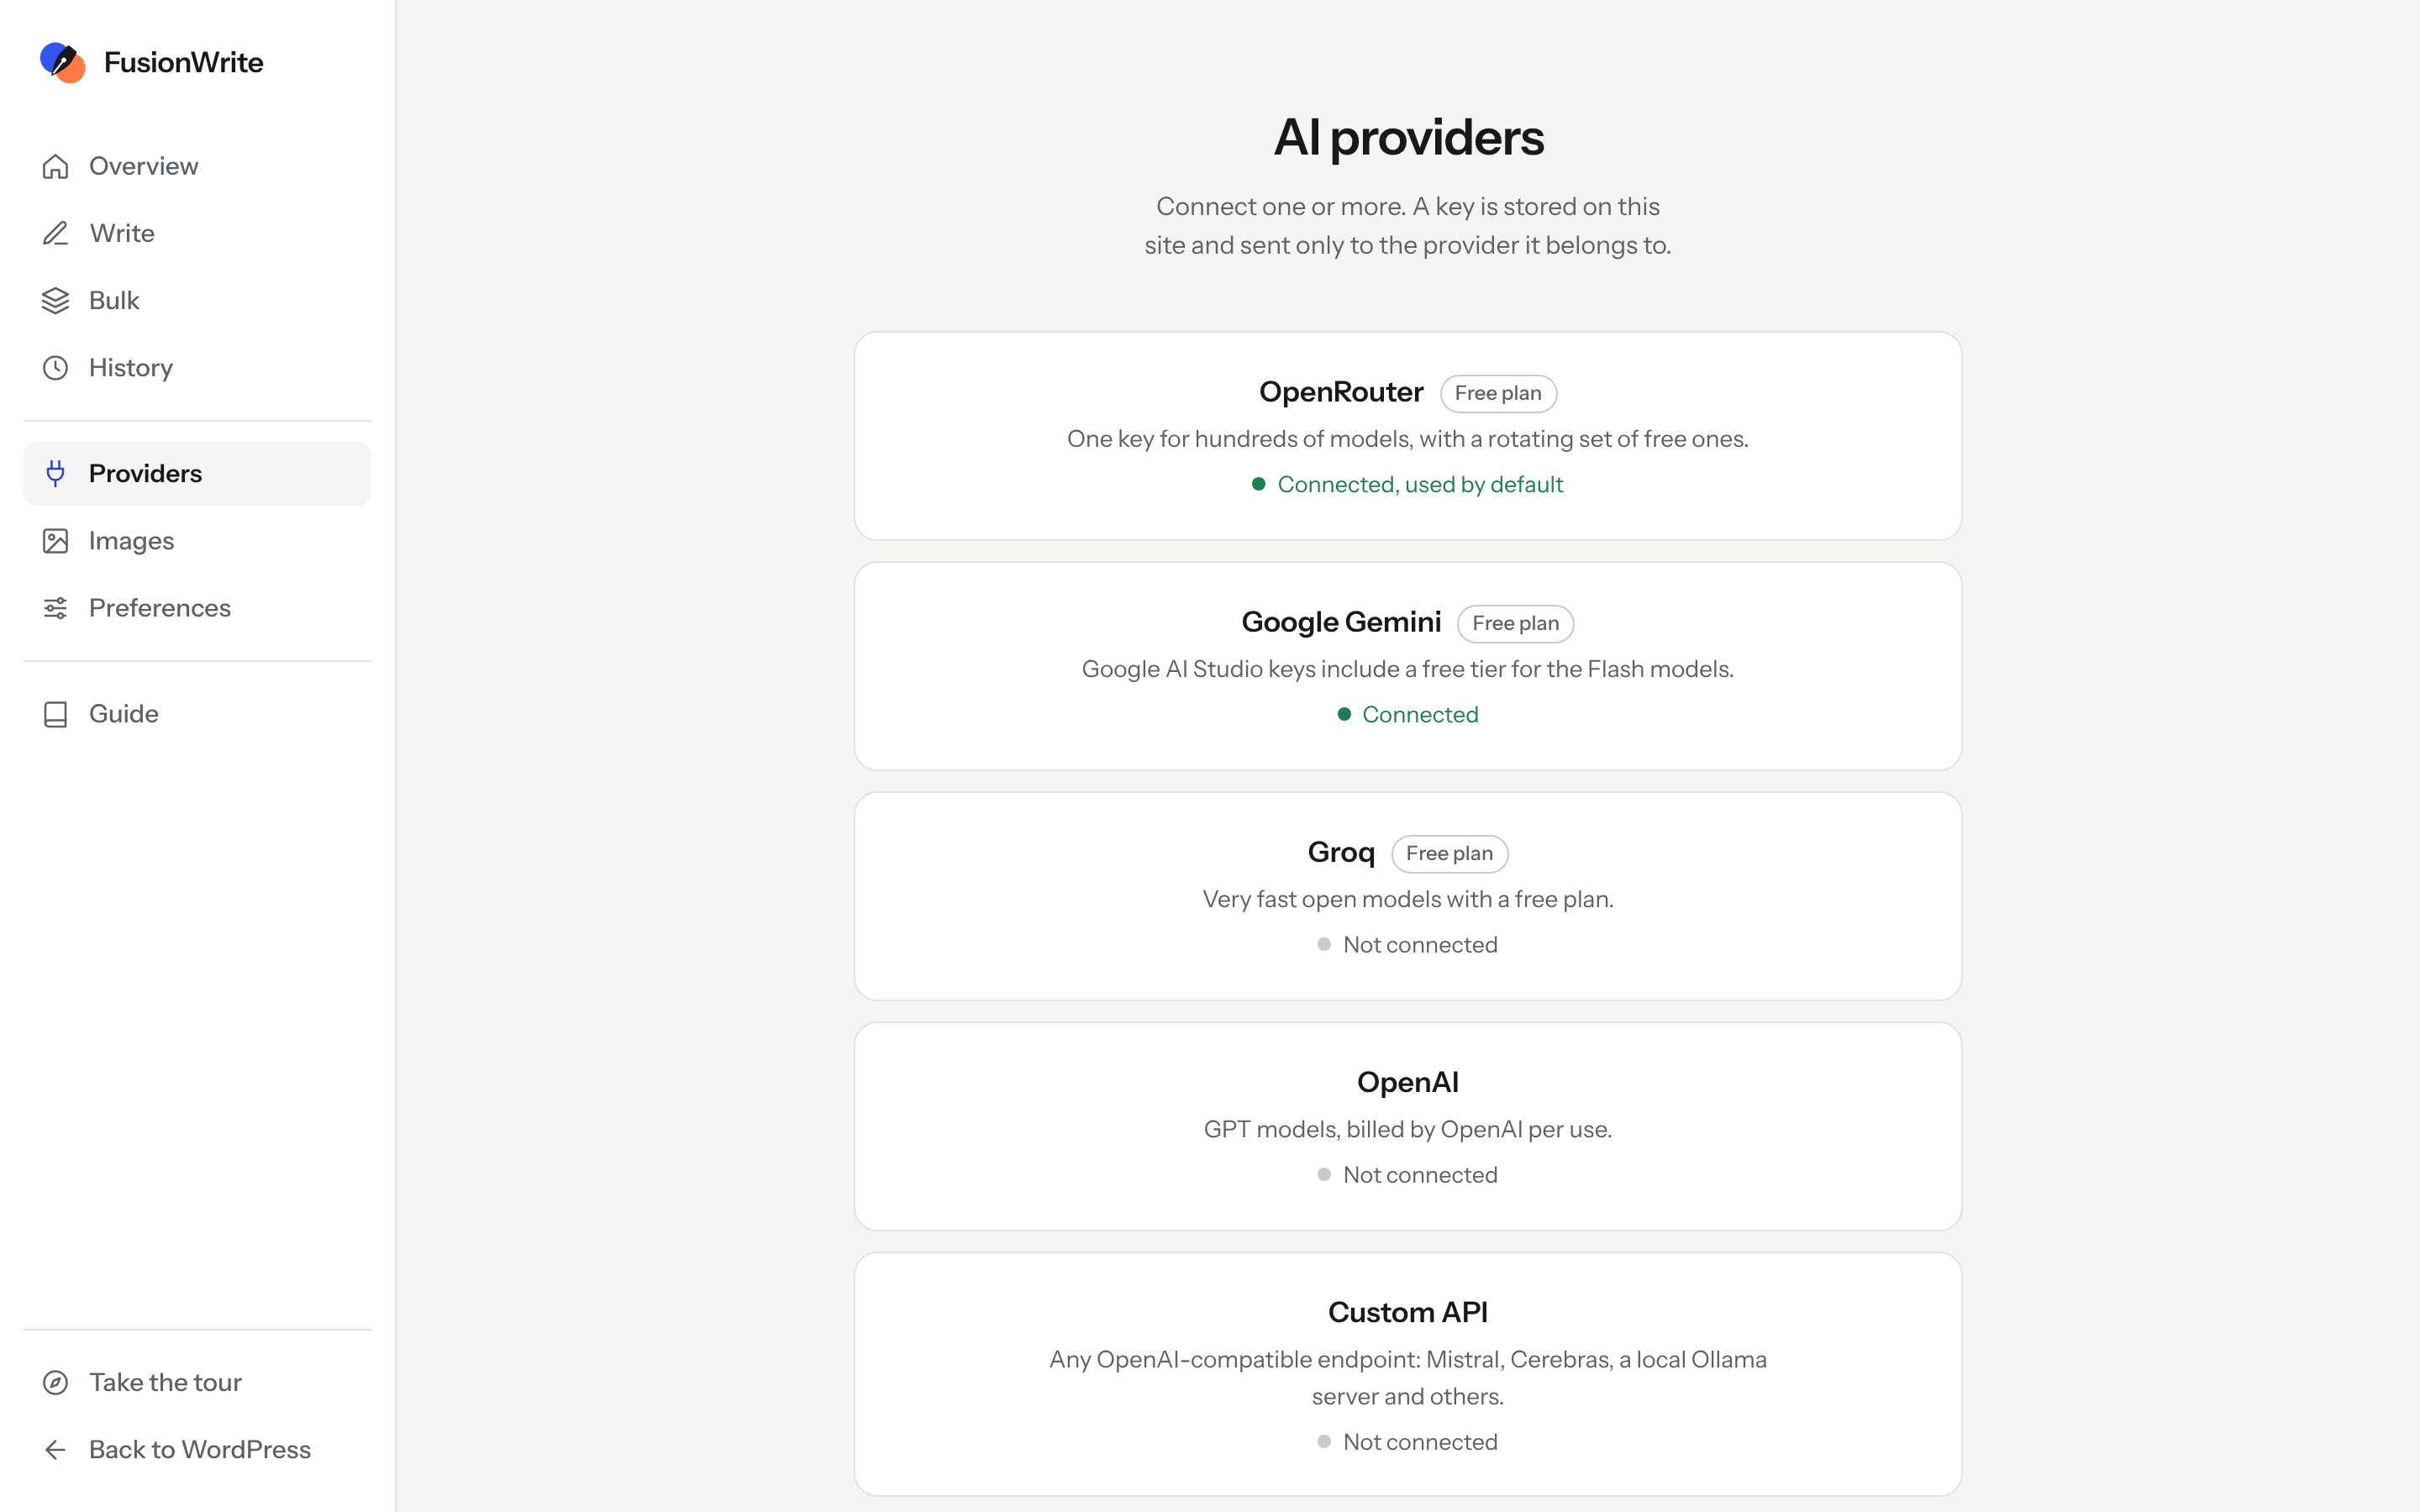 FusionWrite
Overview
Write
Bulk
History
Providers
Images
Preferences
Guide
Take the tour
Back to WordPress
AI providers
Connect one or more. A key is stored on this
site and sent only to the provider it belongs to.
OpenRouter Free plan
One key for hundreds of models, with a rotating set of free ones.
Connected, used by default
Google Gemini Free plan
Google AI Studio keys include a free tier for the Flash models.
Connected
Groq Free plan
Very fast open models with a free plan.
Not connected
OpenAI
GPT models, billed by OpenAI per use.
Not connected
Custom API
Any OpenAI-compatible endpoint: Mistral, Cerebras, a local Ollama
server and others.
Not connected